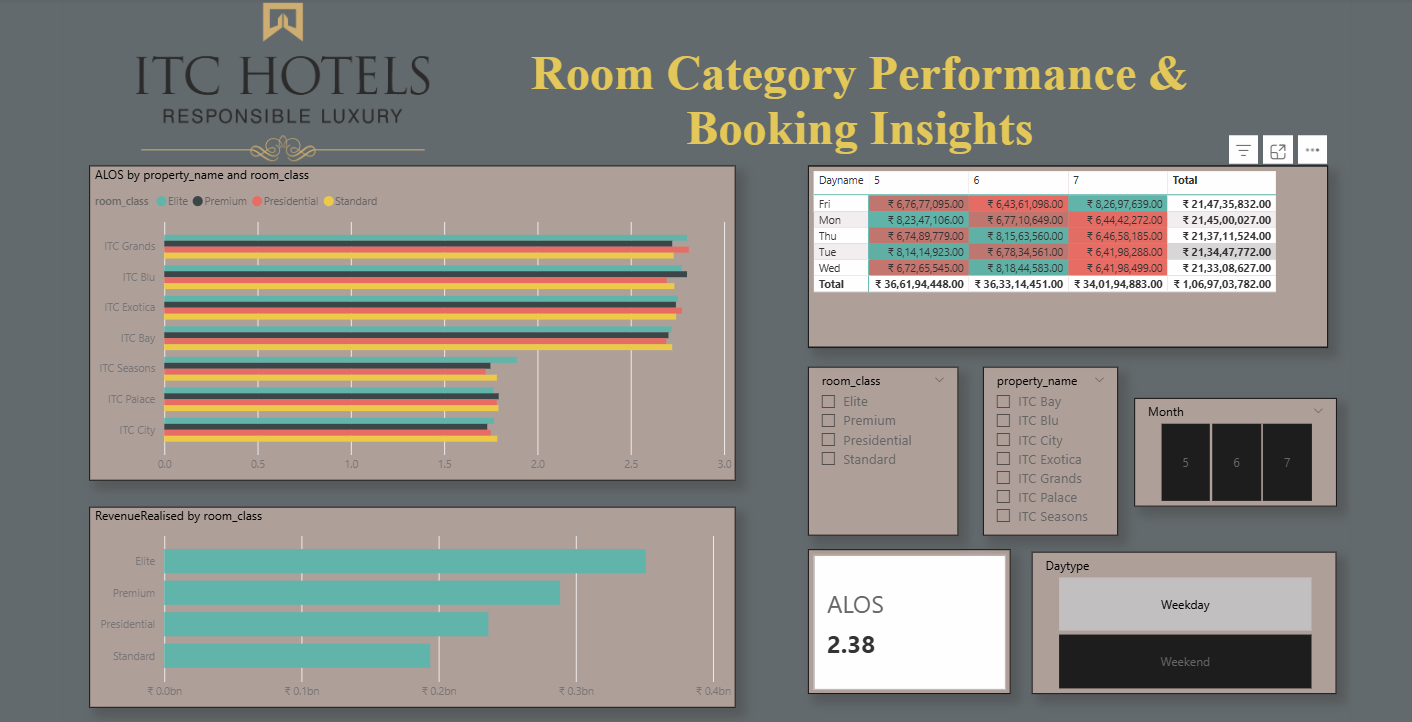 ITC HOTELS
RESPONSIBLE LUXURY
Room Category Performance &
Booking Insights
ALOS by property_name and room_class
room_class Elite Premium Presidential Standard
ITC Grands
ITC Blu
ITC Exotica
ITC Bay
ITC Seasons
ITC Palace
ITC City
0.0 0.5 1.0 1.5 2.0 2.5 3.0
Dayname 5 6 7 Total
Fri ₹ 6,76,77,095.00 ₹ 6,43,61,098.00 ₹ 8,26,97,639.00 ₹ 21,47,35,832.00
Mon ₹ 8,23,47,106.00 ₹ 6,77,10,649.00 ₹ 6,44,42,272.00 ₹ 21,45,00,027.00
Thu ₹ 6,74,89,779.00 ₹ 8,15,63,560.00 ₹ 6,46,58,185.00 ₹ 21,37,11,524.00
Tue ₹ 8,14,14,923.00 ₹ 6,78,34,561.00 ₹ 6,41,98,288.00 ₹ 21,34,47,772.00
Wed ₹ 6,72,65,545.00 ₹ 8,18,44,583.00 ₹ 6,41,98,499.00 ₹ 21,33,08,627.00
Total ₹ 36,61,94,448.00 ₹ 36,33,14,451.00 ₹ 34,01,94,883.00 ₹ 1,06,97,03,782.00
room_class
Elite
Premium
Presidential
Standard
property_name
ITC Bay
ITC Blu
ITC City
ITC Exotica
ITC Grands
ITC Palace
ITC Seasons
Month
5 6 7
RevenueRealised by room_class
Elite
Premium
Presidential
Standard
₹ 0.0bn ₹ 0.1bn ₹ 0.2bn ₹ 0.3bn ₹ 0.4bn
ALOS
2.38
Daytype
Weekday
Weekend